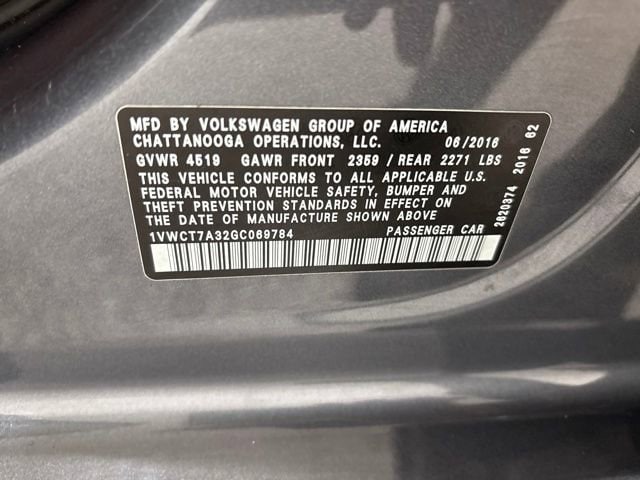 MFD BY VOLKSWAGEN GROUP OF AMERICA
CHATTANOOGA OPERATIONS, LLC. 06/2016
GVWR 4519 GAWR FRONT 2359 / REAR 2271 LBS
THIS VEHICLE CONFORMS TO ALL APPLICABLE U.S.
FEDERAL MOTOR VEHICLE SAFETY, BUMPER AND
THEFT PREVENTION STANDARDS IN EFFECT ON
THE DATE OF MANUFACTURE SHOWN ABOVE
1VWCT7A32GC069784 PASSENGER CAR
2620374 2016 62